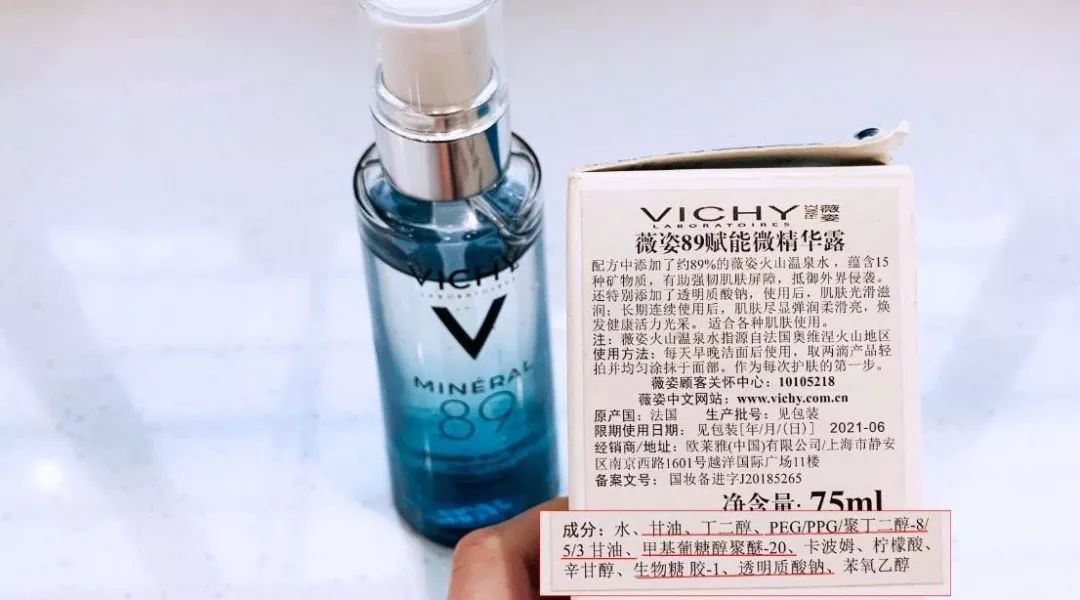 VICHY
LABORATOIRES
V
MINÉRAL
89
VICHY 薇姿
LABORATOIRES
薇姿89赋能微精华露
配方中添加了约89%的薇姿火山温泉水，蕴含15
种矿物质，有助强韧肌肤屏障，抵御外界侵袭。
还特别添加了透明质酸钠，使用后，肌肤光滑滋
润；长期连续使用后，肌肤尽显弹润柔滑亮，焕
发健康活力光采。 适合各种肌肤使用。
注：薇姿火山温泉水指源自法国奥维涅火山地区
使用方法：每天早晚洁面后使用，取两滴产品轻
拍并均匀涂抹于面部。作为每次护肤的第一步。
薇姿顾客关怀中心：10105218
薇姿中文网站：www.vichy.com.cn
原产国：法国 生产批号：见包装
限期使用日期： 见包装[年/月/(日)] 2021-06
经销商/地址：欧莱雅(中国)有限公司/上海市静安
区南京西路1601号越洋国际广场11楼
备案文号：国妆备进字J20185265
净含量：75ml
成分：水、甘油、丁二醇、PEG/PPG/聚丁二醇-8/
5/3 甘油、甲基葡糖醇聚醚-20、卡波姆、柠檬酸、
辛甘醇、生物糖 胶-1、透明质酸钠、苯氧乙醇